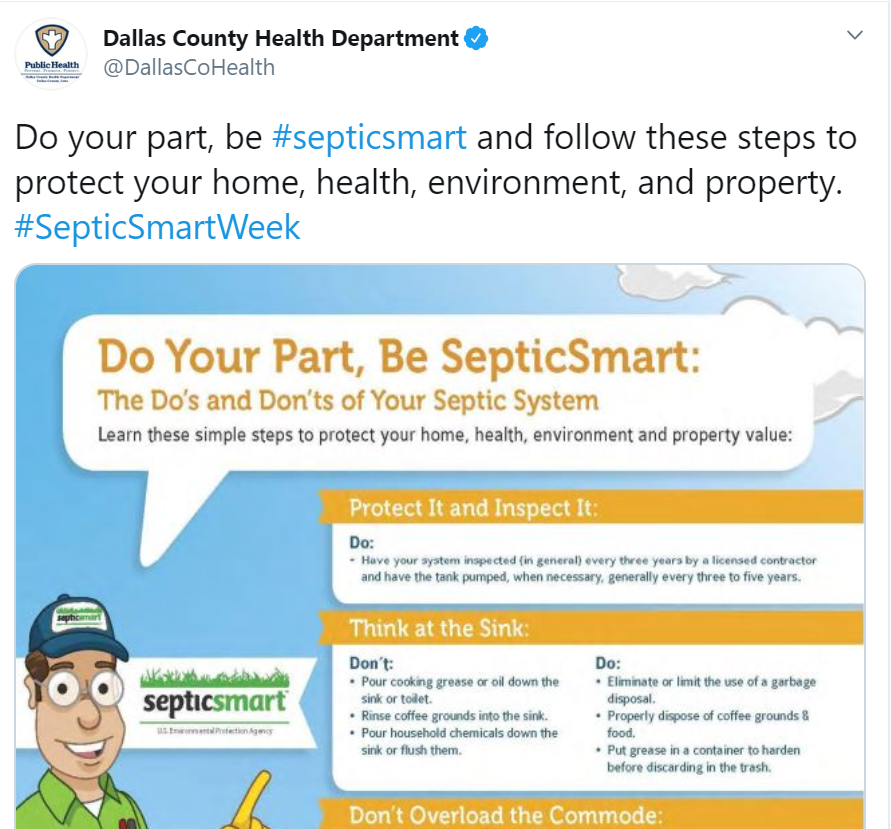 Dallas County Health Department
@DallasCoHealth
Public Health
Do your part, be #septicsmart and follow these steps to
protect your home, health, environment, and property.
#SepticSmartWeek
Do Your Part, Be SepticSmart:
The Do's and Don'ts of Your Septic System
Learn these simple steps to protect your home, health, environment and property value:
Protect It and Inspect It:
Do:
• Have your system inspected (in general) every three years by a licensed contractor
and have the tank pumped, when necessary, generally every three to five years.
Think at the Sink:
Don't:
• Pour cooking grease or oil down the
sink or toilet.
• Rinse coffee grounds into the sink.
• Pour household chemicals down the
sink or flush them.
Do:
• Eliminate or limit the use of a garbage
disposal.
• Properly dispose of coffee grounds &
food.
• Put grease in a container to harden
before discarding in the trash.
septicsmart
septicsmart
U.S. Environmental Protection Agency
Don't Overload the Commode: